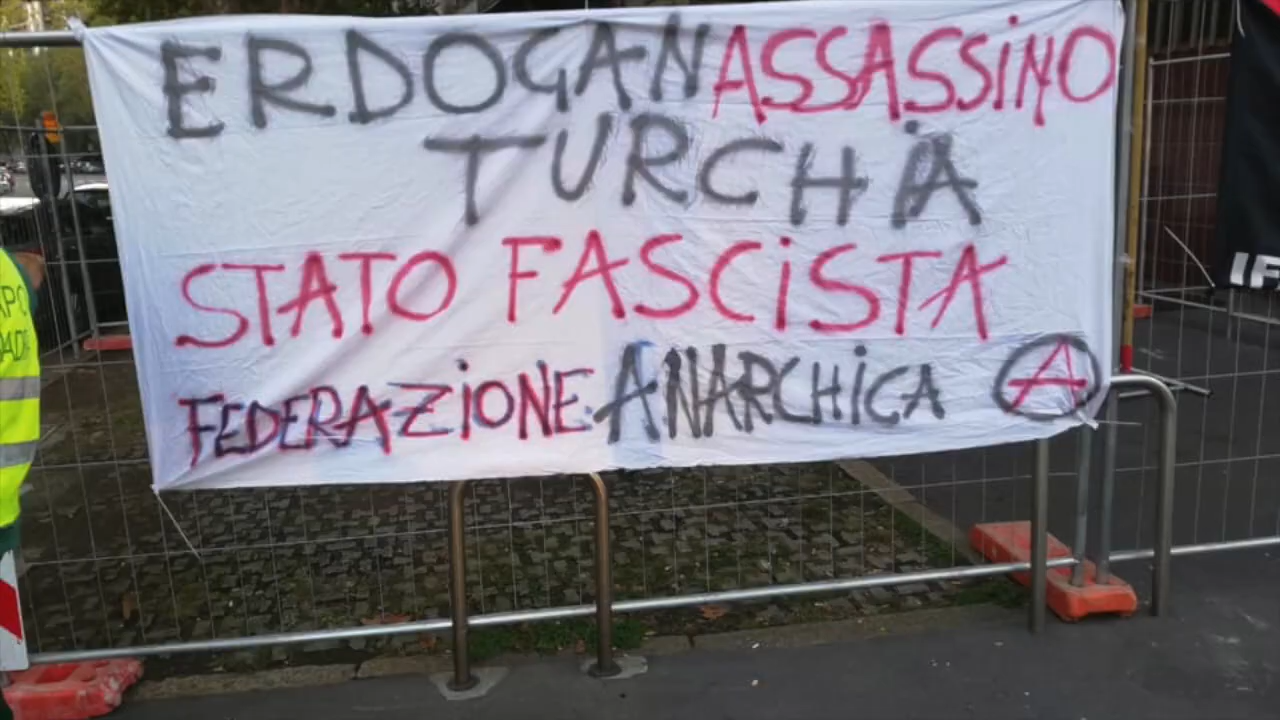 ERDOGAN ASSASSINO
TURCHiA
STATO FASCiSTA
FEDERAZiONE ANARCHiCA A